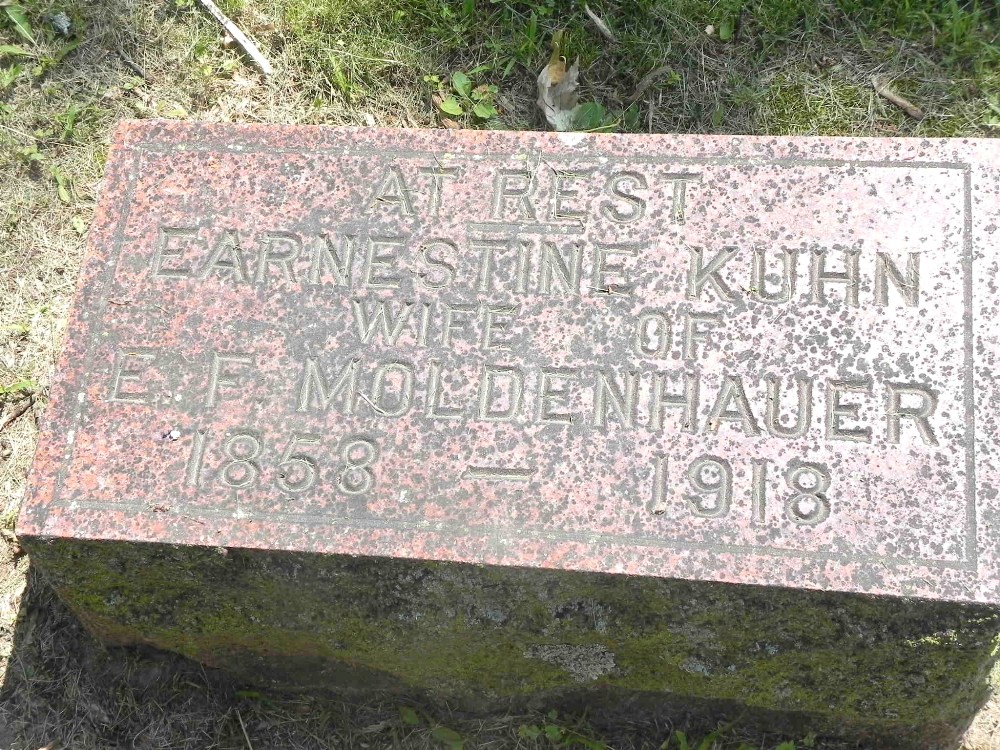 AT REST
EARNESTINE KUHN
WIFE OF
E. F. MOLDENHAUER
1858 — 1918